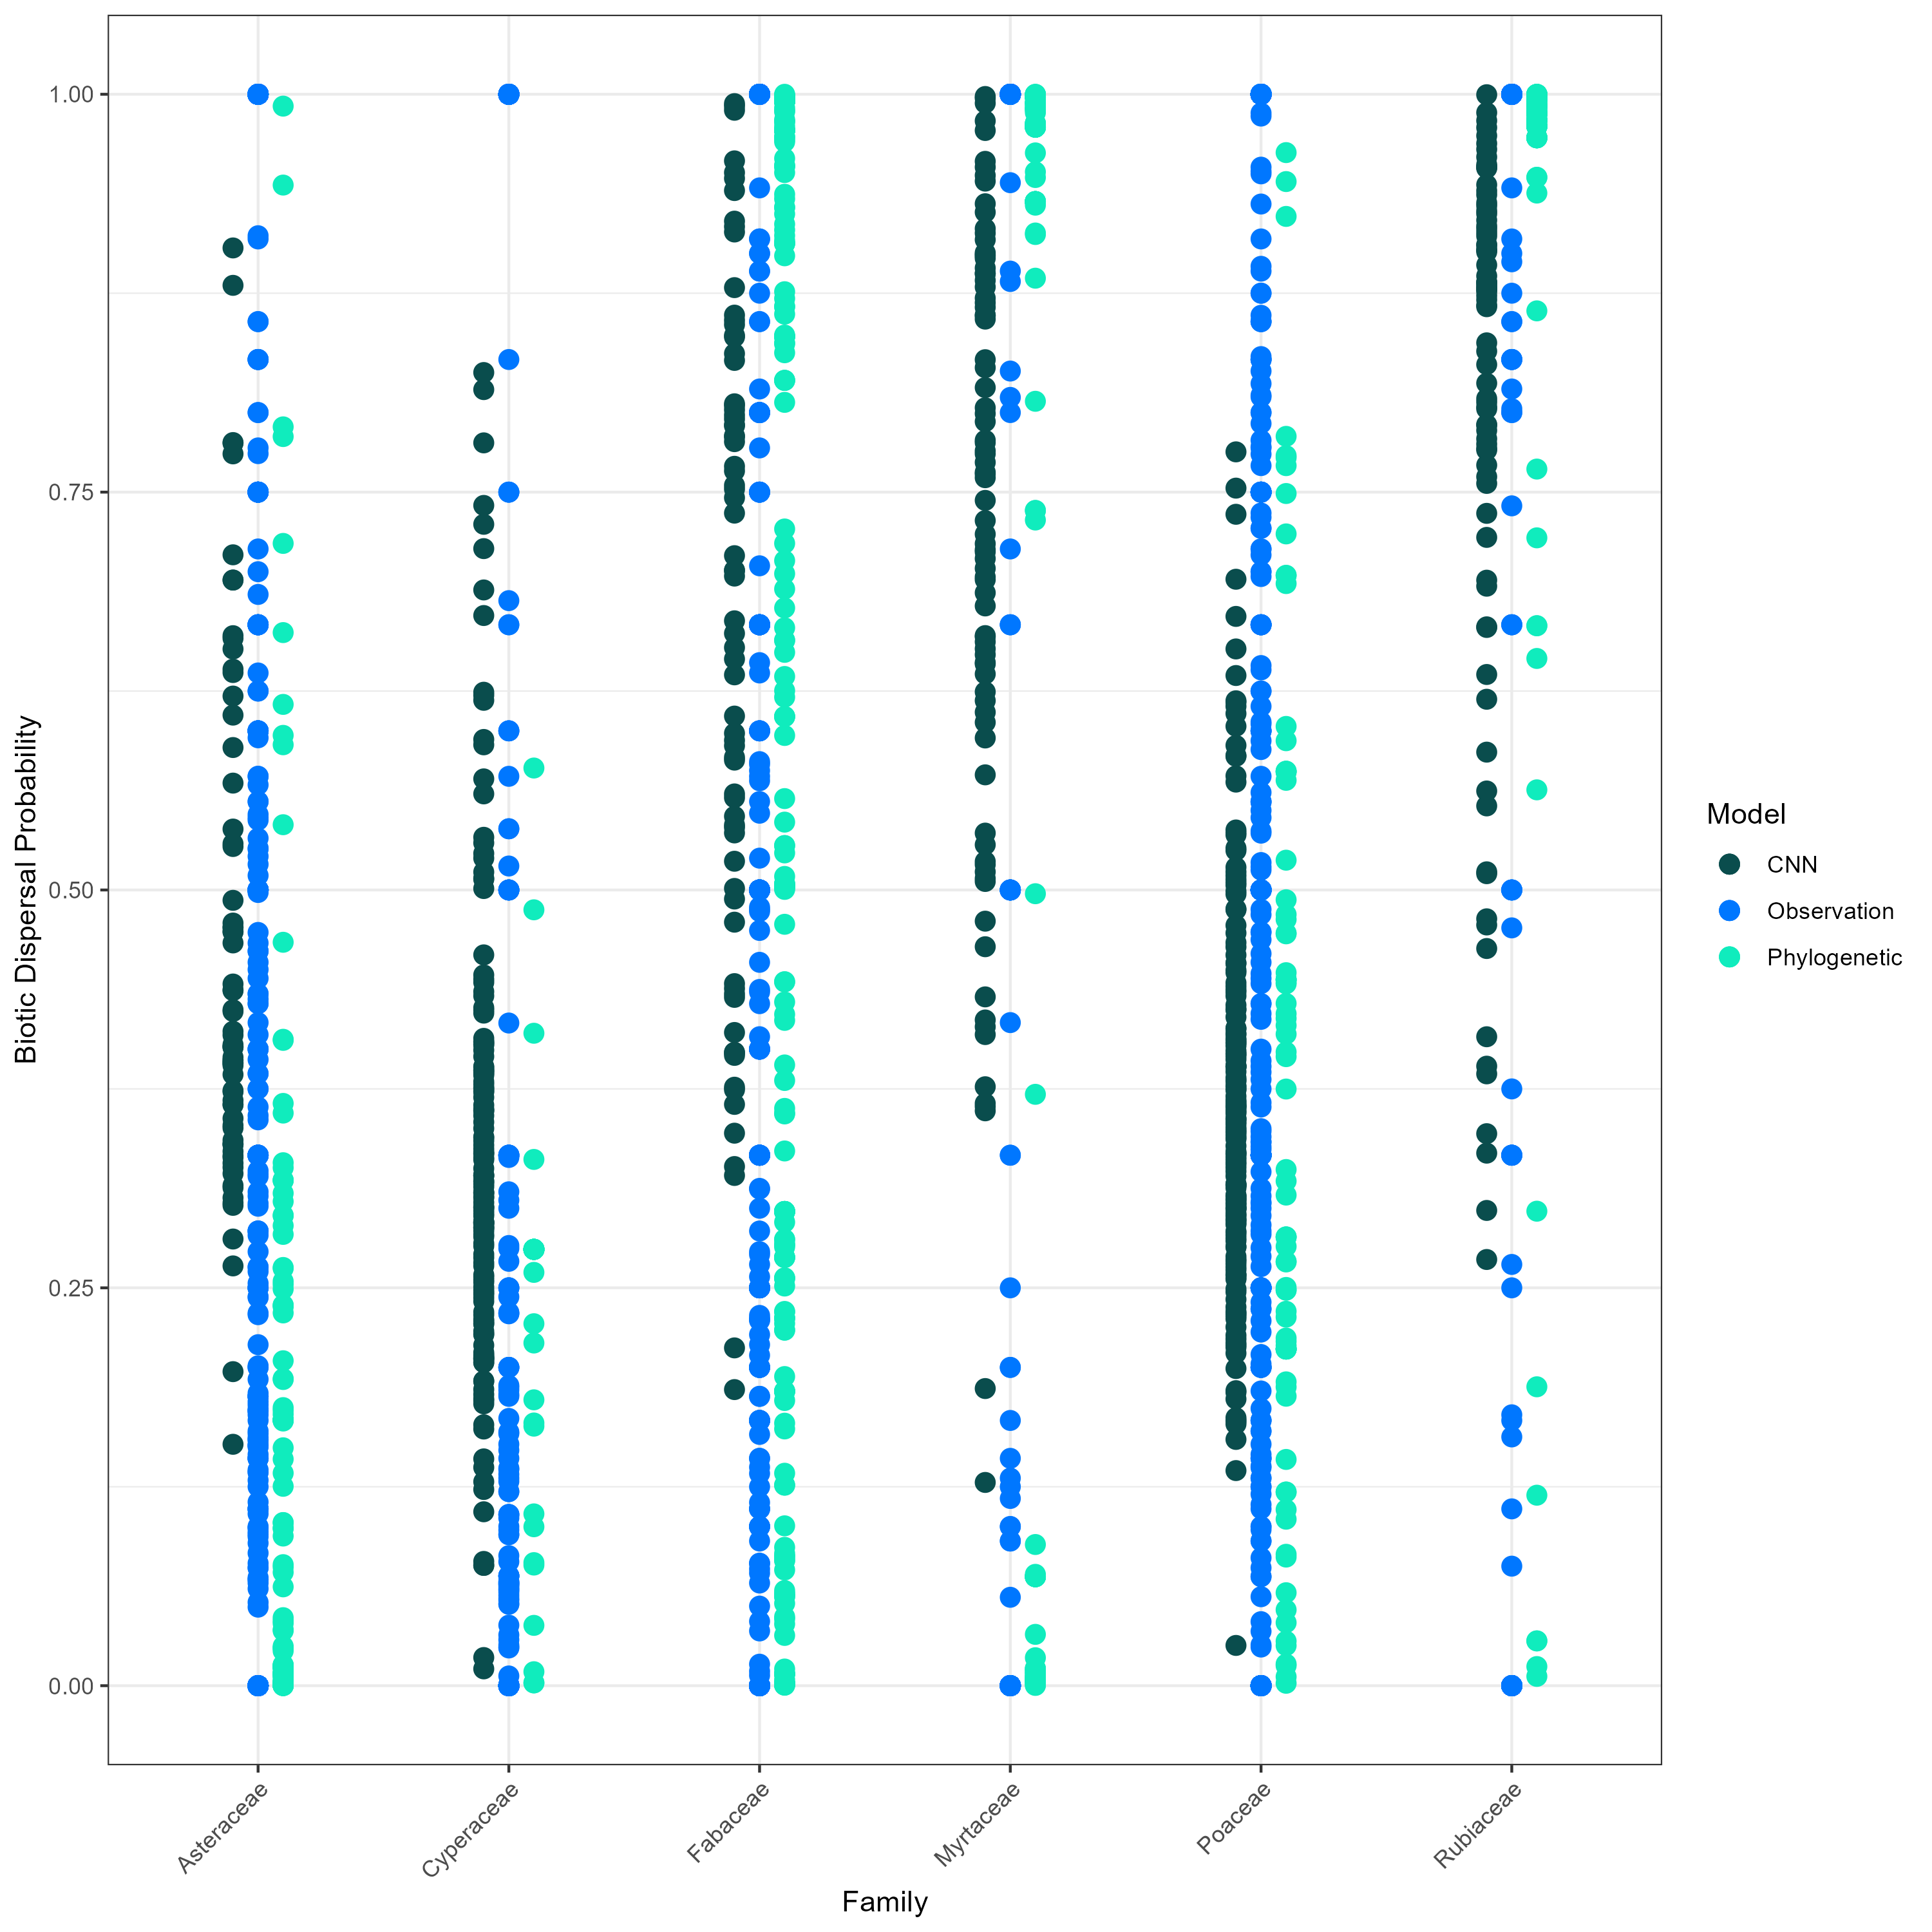 Biotic Dispersal Probability
1.00
0.75
0.50
0.25
0.00
Asteraceae
Cyperaceae
Fabaceae
Myrtaceae
Poaceae
Rubiaceae
Family
Model
CNN
Observation
Phylogenetic